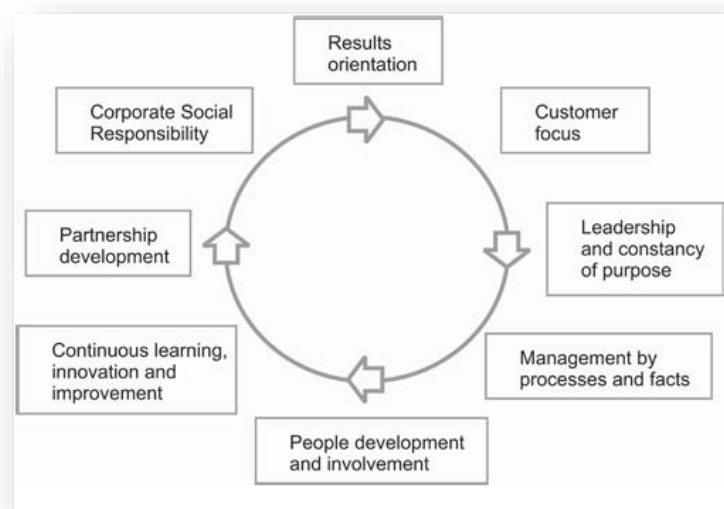 Results
orientation
Customer
focus
Leadership
and constancy
of purpose
Management by
processes and facts
People development
and involvement
Continuous learning,
innovation and
improvement
Partnership
development
Corporate Social
Responsibility